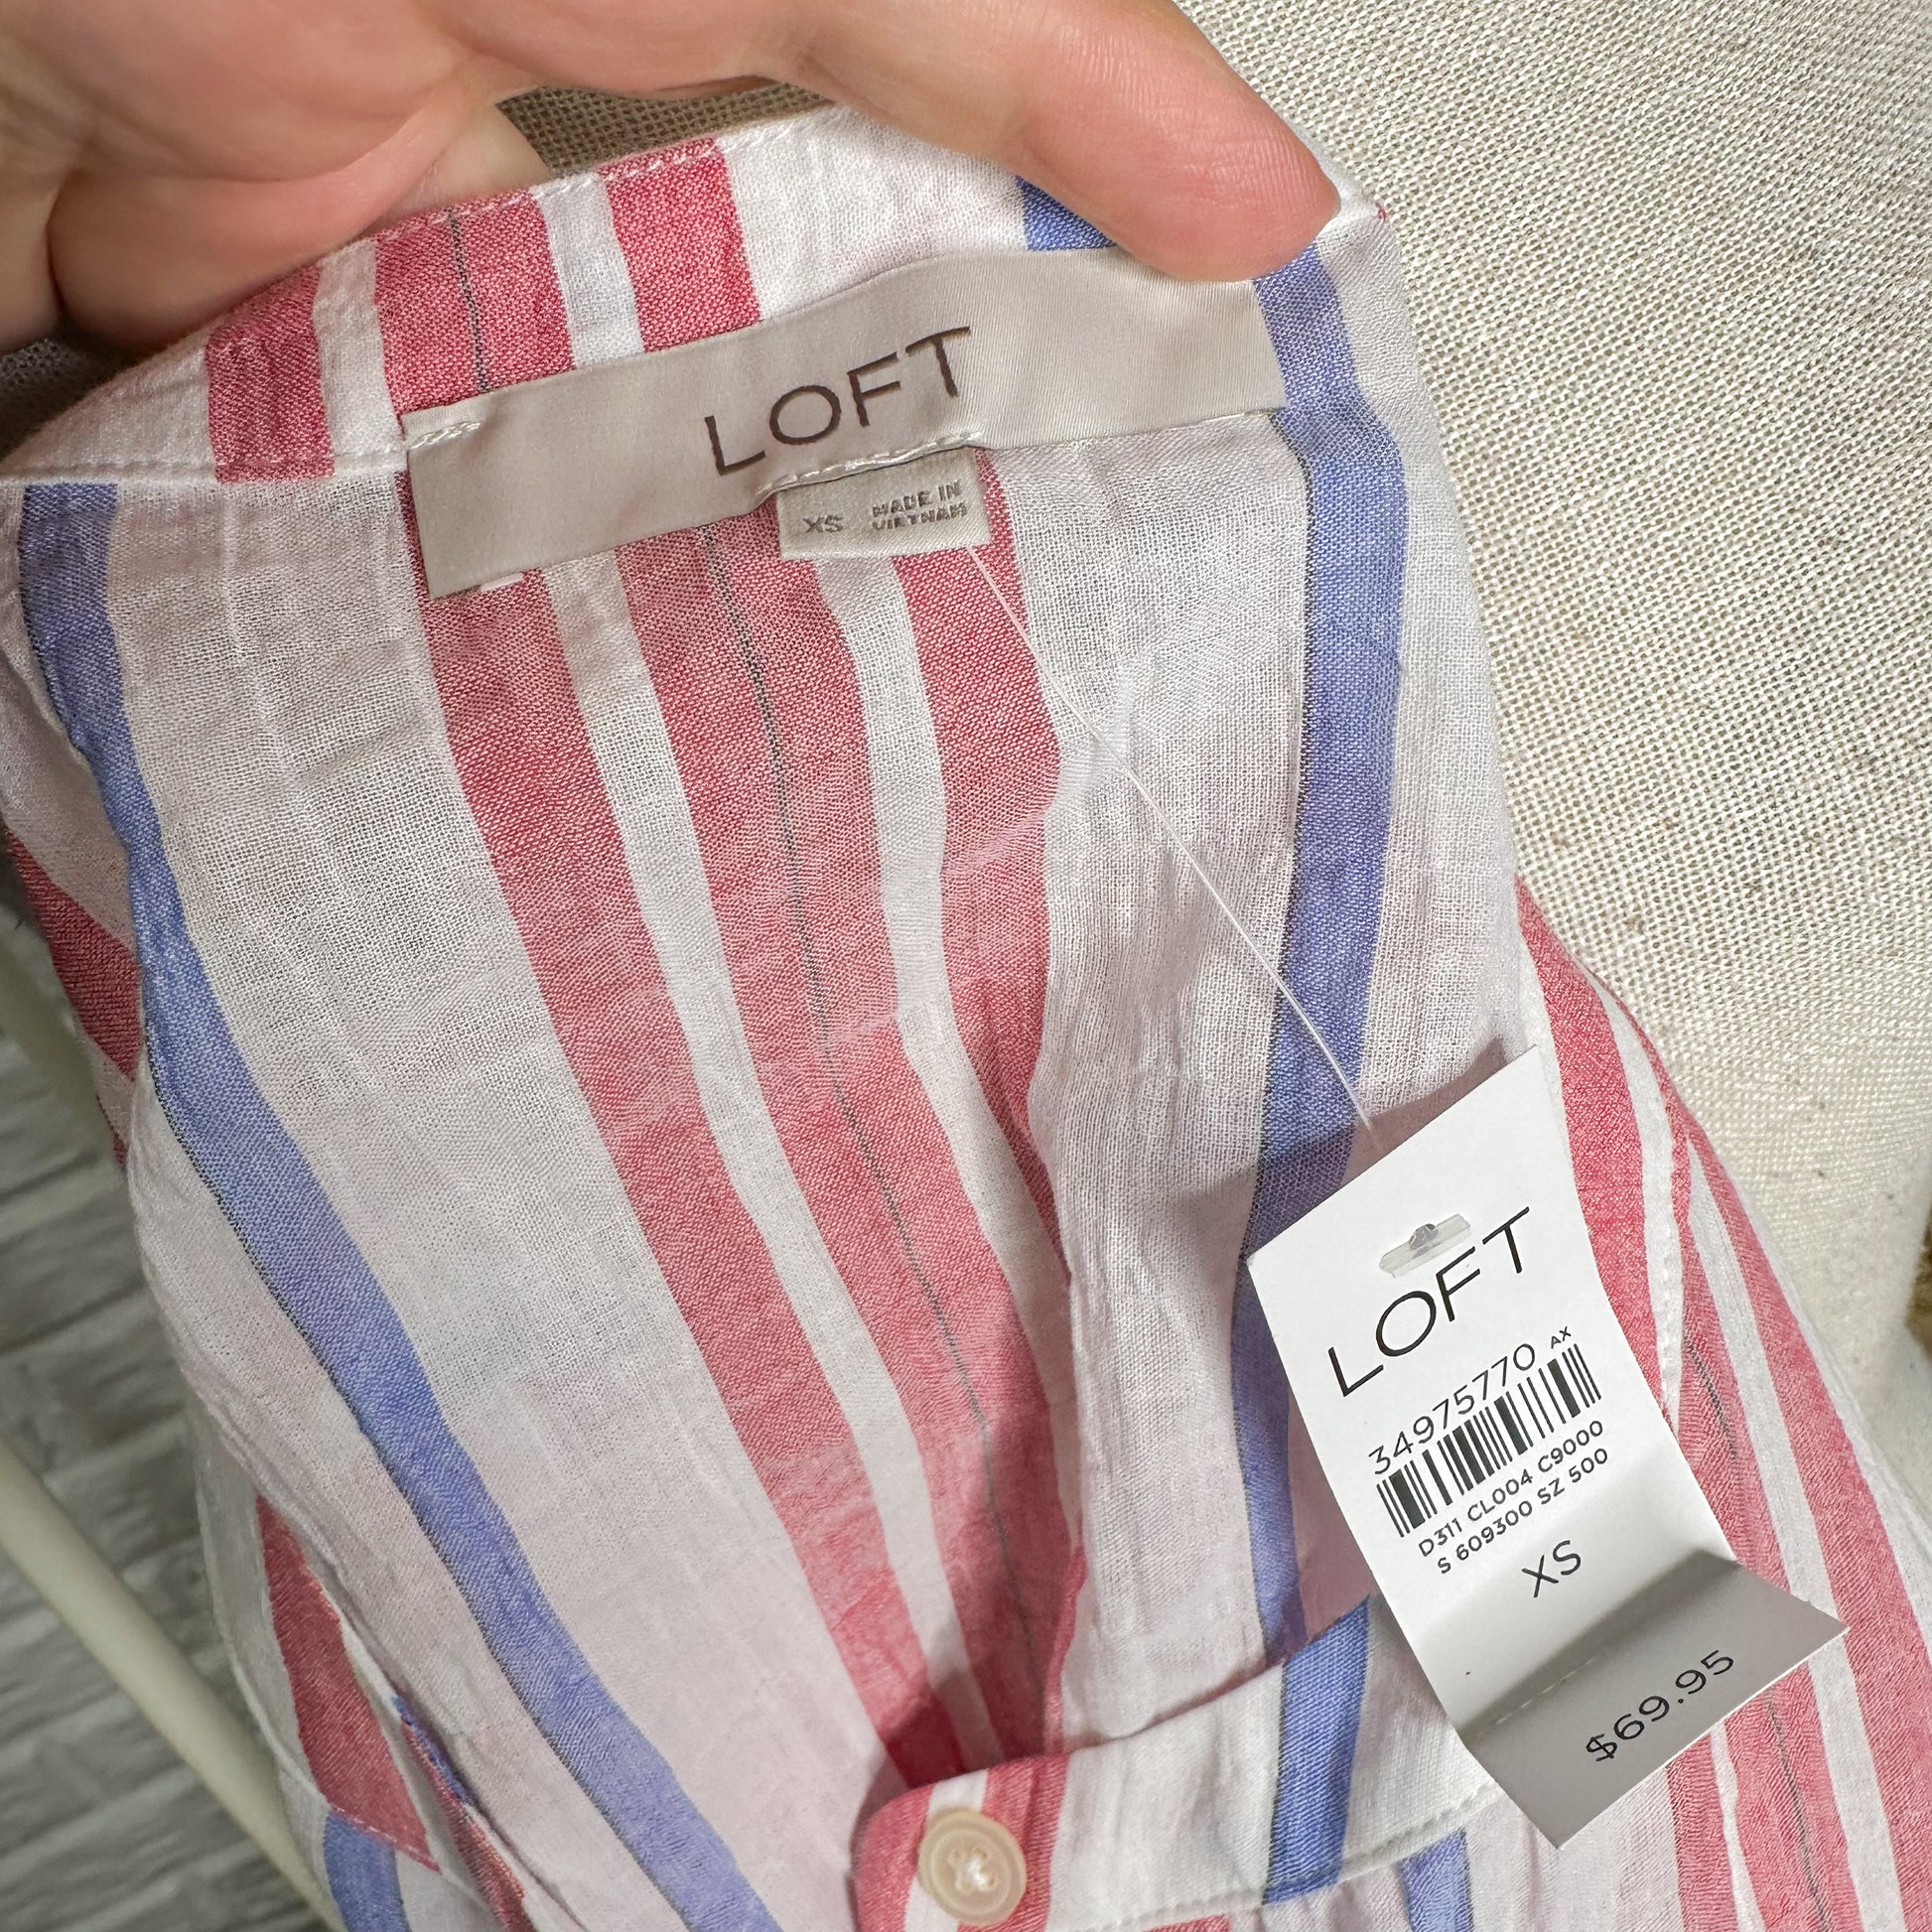 LOFT
XS MADE IN
VIETNAM
LOFT
34975770 AX
D311 CL004 C9000
S 609300 SZ 500
XS
$69.95